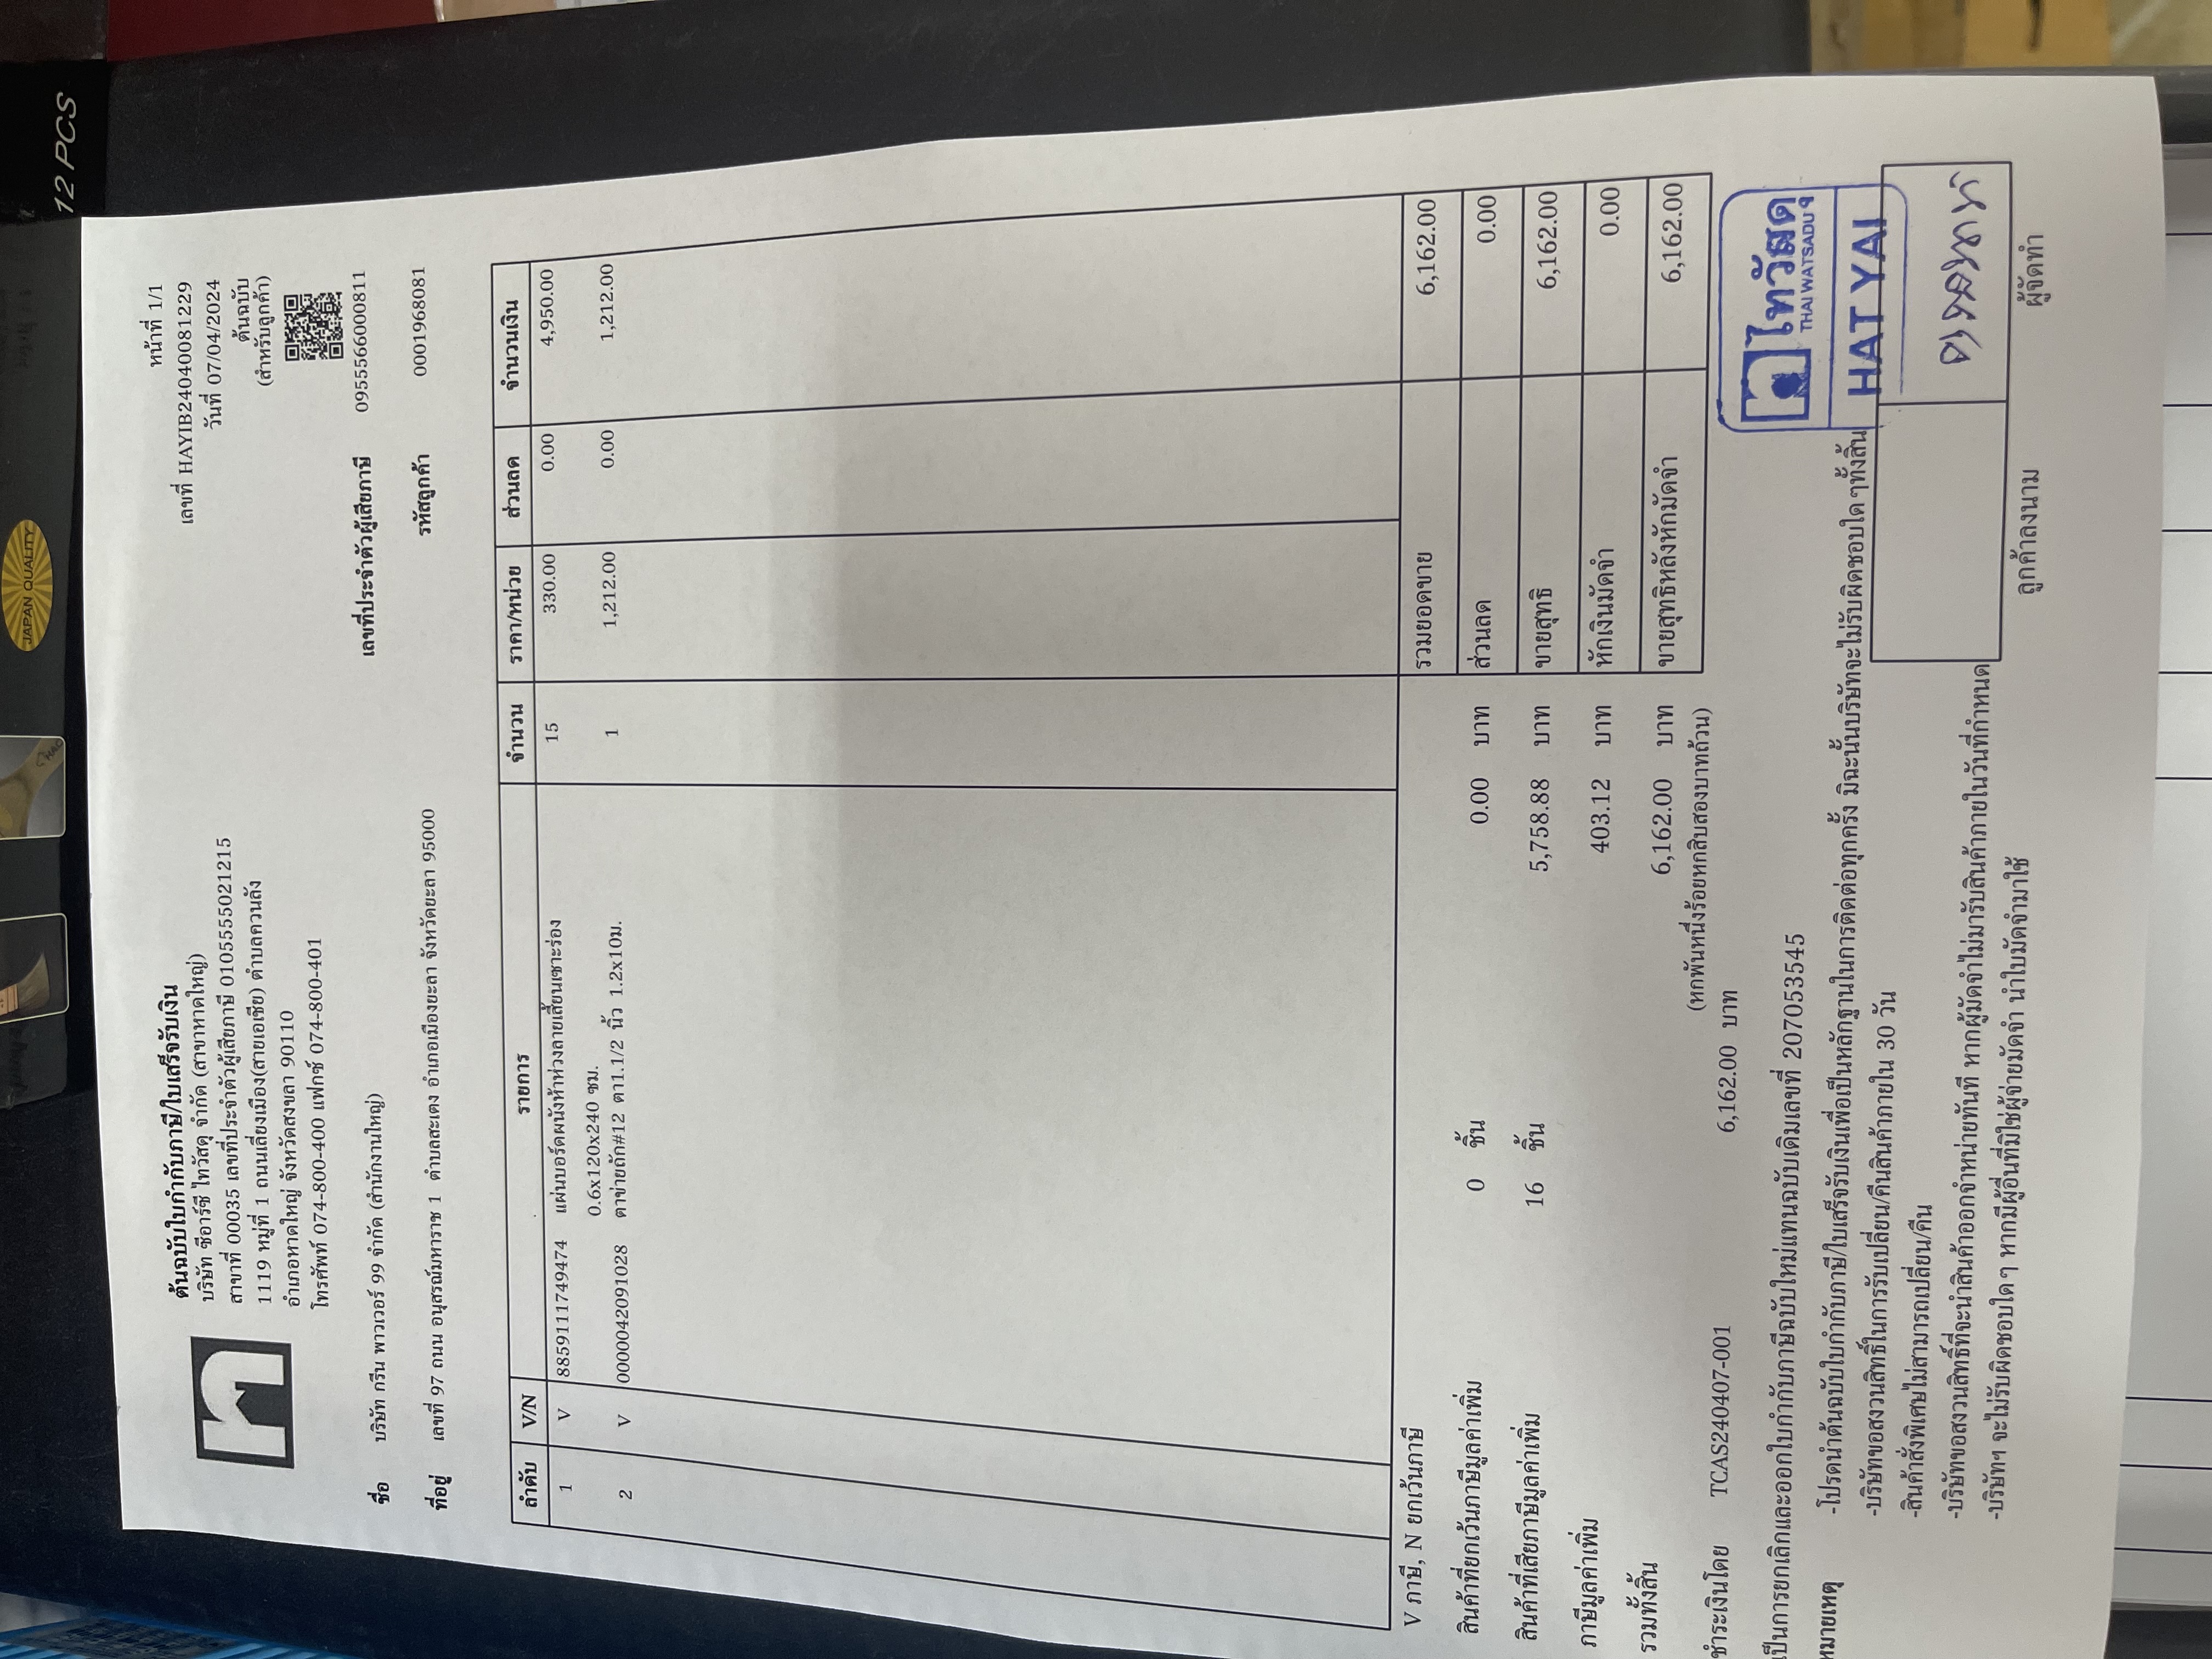 JAPAN QUALITY
12 PCS
หน้าที่ 1/1
ต้นฉบับใบกำกับภาษี/ใบเสร็จรับเงิน
บริษัท ซีอาร์ซี ไทวัสดุ จำกัด (สาขาหาดใหญ่)
เลขที่ HAYIB24040081229
สาขาที่ 00035 เลขที่ประจำตัวผู้เสียภาษี 0105555021215
วันที่ 07/04/2024
1119 หมู่ที่ 1 ถนนเลี่ยงเมือง(สายเอเชีย) ตำบลควนลัง
ต้นฉบับ
(สำหรับลูกค้า)
อำเภอหาดใหญ่ จังหวัดสงขลา 90110
โทรศัพท์ 074-800-400 แฟกซ์ 074-800-401
ชื่อ บริษัท กรีน พาวเวอร์ 99 จำกัด (สำนักงานใหญ่) เลขที่ประจำตัวผู้เสียภาษี 0955566000811
ที่อยู่ เลขที่ 97 ถนน อนุสรณ์มหาราช 1 ตำบลสะเตง อำเภอเมืองยะลา จังหวัดยะลา 95000 รหัสลูกค้า 0001968081
ลำดับ V/N รายการ จำนวน ราคา/หน่วย ส่วนลด จำนวนเงิน
1 V 8859111749474 แผ่นบอร์ดผนังห้าห่วงลายเสี้ยนเซาะร่อง 15 330.00 0.00 4,950.00
0.6x120x240 ซม.
2 V 0000042091028 ตาข่ายถัก#12 ตา1.1/2 นิ้ว 1.2x10ม. 1 1,212.00 0.00 1,212.00
V ภาษี, N ยกเว้นภาษี
รวมยอดขาย 6,162.00
สินค้าที่ยกเว้นภาษีมูลค่าเพิ่ม 0 ชิ้น 0.00 บาท
ส่วนลด 0.00
สินค้าที่เสียภาษีมูลค่าเพิ่ม 16 ชิ้น 5,758.88 บาท
ขายสุทธิ 6,162.00
ภาษีมูลค่าเพิ่ม 403.12 บาท
หักเงินมัดจำ 0.00
รวมทั้งสิ้น 6,162.00 บาท
ขายสุทธิหลังหักมัดจำ 6,162.00
(หกพันหนึ่งร้อยหกสิบสองบาทถ้วน)
ชำระเงินโดย TCAS240407-001 6,162.00 บาท
เป็นการยกเลิกและออกใบกำกับภาษีฉบับใหม่แทนฉบับเดิมเลขที่ 207053545
ไทวัสดุ
THAI WATSADU
HAT YAI
หมายเหตุ -โปรดนำต้นฉบับใบกำกับภาษี/ใบเสร็จรับเงินเพื่อเป็นหลักฐานในการติดต่อทุกครั้ง มิฉะนั้นบริษัทจะไม่รับผิดชอบใดๆทั้งสิ้น
-บริษัทขอสงวนสิทธิ์ในการรับเปลี่ยน/คืนสินค้าภายใน 30 วัน
-สินค้าสั่งพิเศษไม่สามารถเปลี่ยน/คืน
-บริษัทขอสงวนสิทธิ์ที่จะนำสินค้าออกจำหน่ายทันที หากผู้มัดจำไม่มารับสินค้าภายในวันที่กำหนด
-บริษัทฯ จะไม่รับผิดชอบใดๆ หากมีผู้อื่นที่มิใช่ผู้จ่ายมัดจำ นำใบมัดจำมาใช้
ลูกค้าลงนาม ผู้จัดทำ